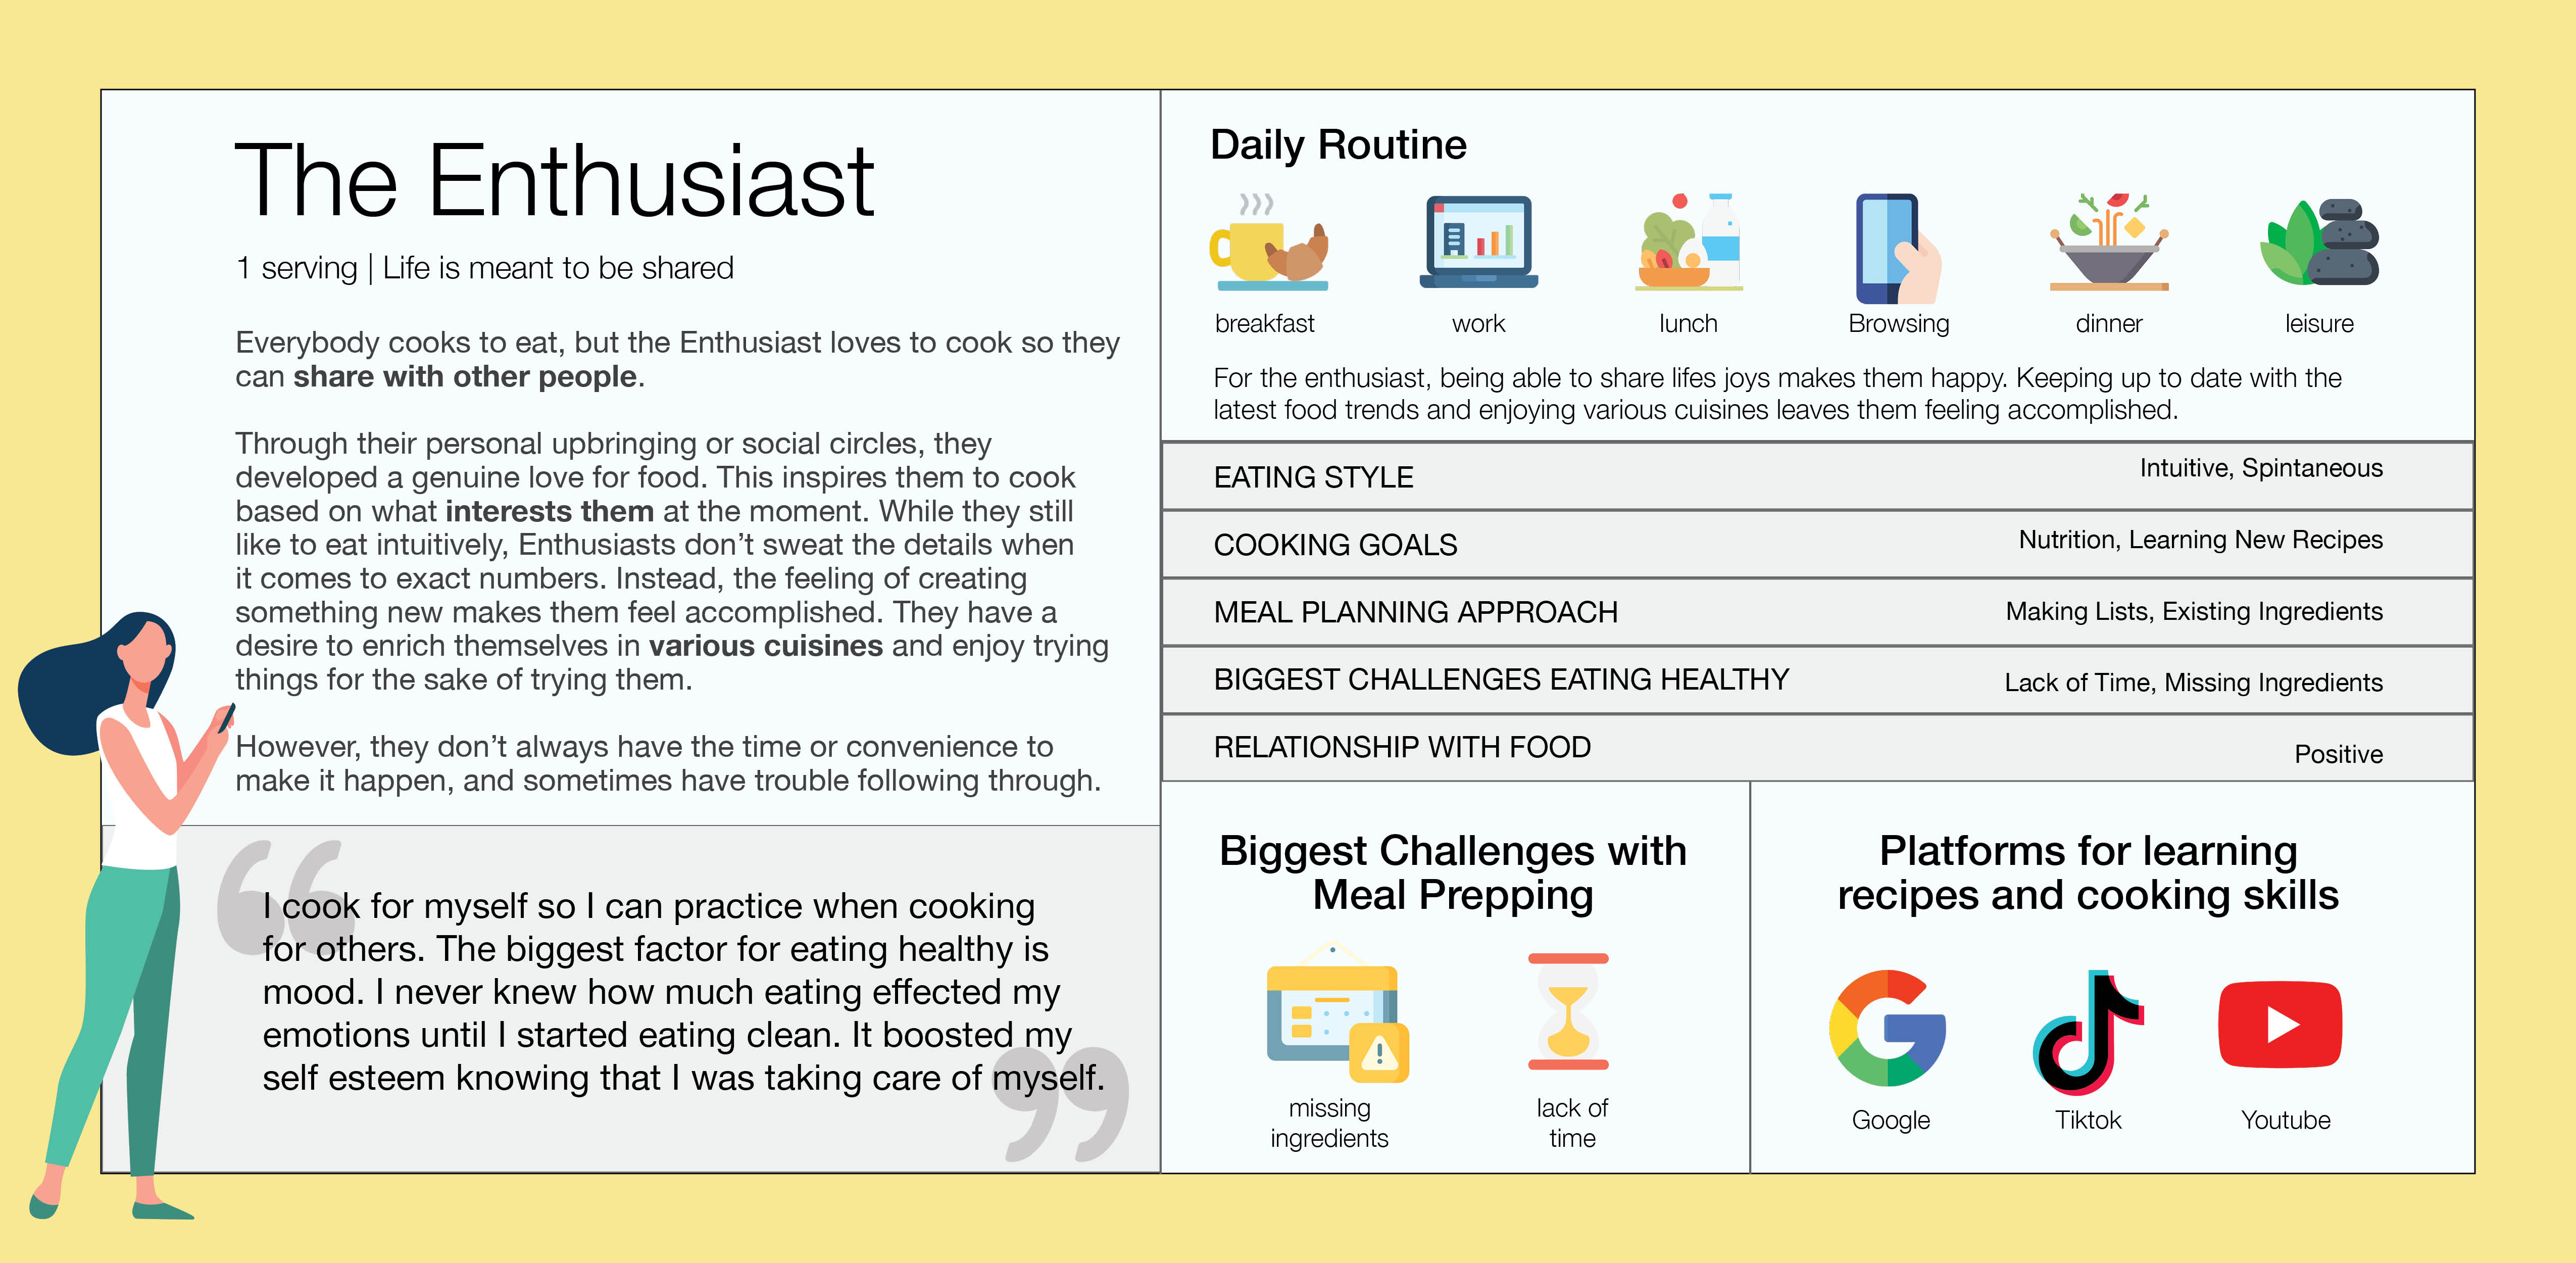 The Enthusiast
1 serving | Life is meant to be shared
Everybody cooks to eat, but the Enthusiast loves to cook so they
can share with other people.
Through their personal upbringing or social circles, they
developed a genuine love for food. This inspires them to cook
based on what interests them at the moment. While they still
like to eat intuitively, Enthusiasts don’t sweat the details when
it comes to exact numbers. Instead, the feeling of creating
something new makes them feel accomplished. They have a
desire to enrich themselves in various cuisines and enjoy trying
things for the sake of trying them.
However, they don’t always have the time or convenience to
make it happen, and sometimes have trouble following through.
“
I cook for myself so I can practice when cooking
for others. The biggest factor for eating healthy is
mood. I never knew how much eating effected my
emotions until I started eating clean. It boosted my
self esteem knowing that I was taking care of myself.
”
Daily Routine
breakfast work lunch Browsing dinner leisure
For the enthusiast, being able to share lifes joys makes them happy. Keeping up to date with the
latest food trends and enjoying various cuisines leaves them feeling accomplished.
EATING STYLE Intuitive, Spintaneous
COOKING GOALS Nutrition, Learning New Recipes
MEAL PLANNING APPROACH Making Lists, Existing Ingredients
BIGGEST CHALLENGES EATING HEALTHY Lack of Time, Missing Ingredients
RELATIONSHIP WITH FOOD Positive
Biggest Challenges with
Meal Prepping
missing
ingredients
lack of
time
Platforms for learning
recipes and cooking skills
Google Tiktok Youtube